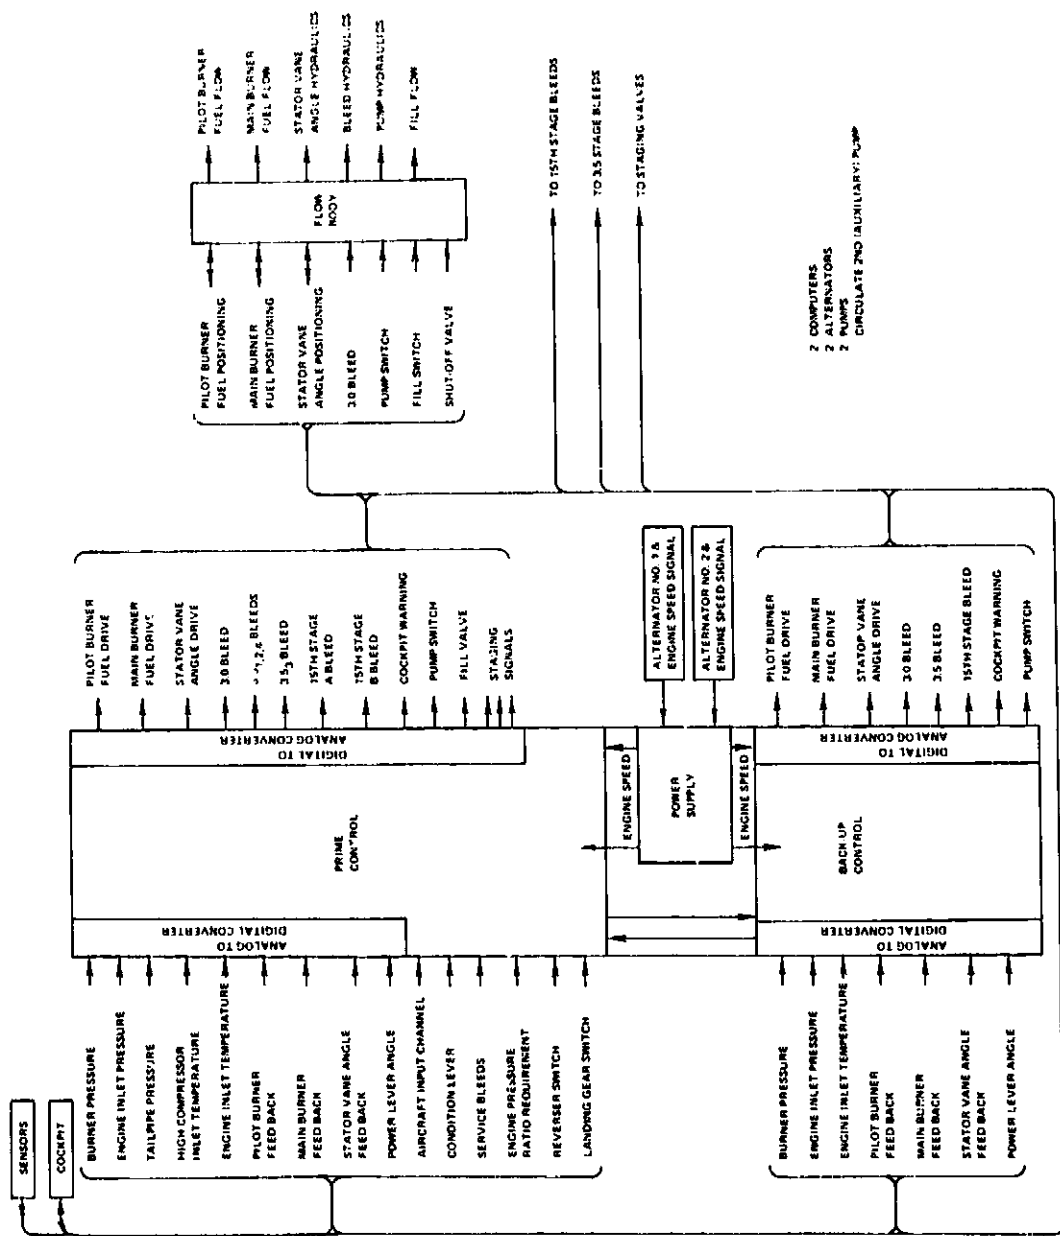 SENSORS
COCKPIT
BURNER PRESSURE
ENGINE INLET PRESSURE
TAILPIPE PRESSURE
HIGH COMPRESSOR
INLET TEMPERATURE
ENGINE INLET TEMPERATURE
PILOT BURNER
FEED BACK
MAIN BURNER
FEED BACK
STATOR VANE ANGLE
FEED BACK
POWER LEVER ANGLE
AIRCRAFT INPUT CHANNEL
CONDITION LEVER
SERVICE BLEEDS
ENGINE PRESSURE
RATIO REQUIREMENT
REVERSER SWITCH
LANDING GEAR SWITCH
ANALOG TO
DIGITAL CONVERTER
PRIME
CONTROL
DIGITAL TO
ANALOG CONVERTER
PILOT BURNER
FUEL DRIVE
MAIN BURNER
FUEL DRIVE
STATOR VANE
ANGLE DRIVE
3.0 BLEED
1,2,4 BLEEDS
3.5 3 BLEED
15TH STAGE
A BLEED
15TH STAGE
B BLEED
COCKPIT WARNING
PUMP SWITCH
FILL VALVE
STAGING
SIGNALS
ENGINE SPEED
POWER
SUPPLY
ENGINE SPEED
ALTERNATOR NO. &
ENGINE SPEED SIGNAL
ALTERNATOR NO. 2 &
ENGINE SPEED SIGNAL
BURNER PRESSURE
ENGINE INLET PRESSURE
ENGINE INLET TEMPERATURE
PILOT BURNER
FEED BACK
MAIN BURNER
FEED BACK
STATOR VANE ANGLE
FEED BACK
POWER LEVER ANGLE
ANALOG TO
DIGITAL CONVERTER
BACK-UP
CONTROL
DIGITAL TO
ANALOG CONVERTER
PILOT BURNER
FUEL DRIVE
MAIN BURNER
FUEL DRIVE
STATOR VANE
ANGLE DRIVE
3.0 BLEED
3.5 BLEED
15TH STAGE BLEED
COCKPIT WARNING
PUMP SWITCH
PILOT BURNER
FUEL POSITIONING
MAIN BURNER
FUEL POSITIONING
STATOR VANE
ANGLE POSITIONING
3.0 BLEED
PUMP SWITCH
FILL SWITCH
SHUT-OFF VALVE
FLOW
BODY
PILOT BURNER
FUEL FLOW
MAIN BURNER
FUEL FLOW
STATOR VANE
ANGLE HYDRAULICS
BLEED HYDRAULICS
PUMP HYDRAULICS
FILL FLOW
TO 15TH STAGE BLEEDS
TO 3.5 STAGE BLEEDS
TO STAGING VALVES
2 COMPUTERS
2 ALTERNATORS
2 PUMPS
CIRCULATE 2ND (AUXILIARY) PUMP